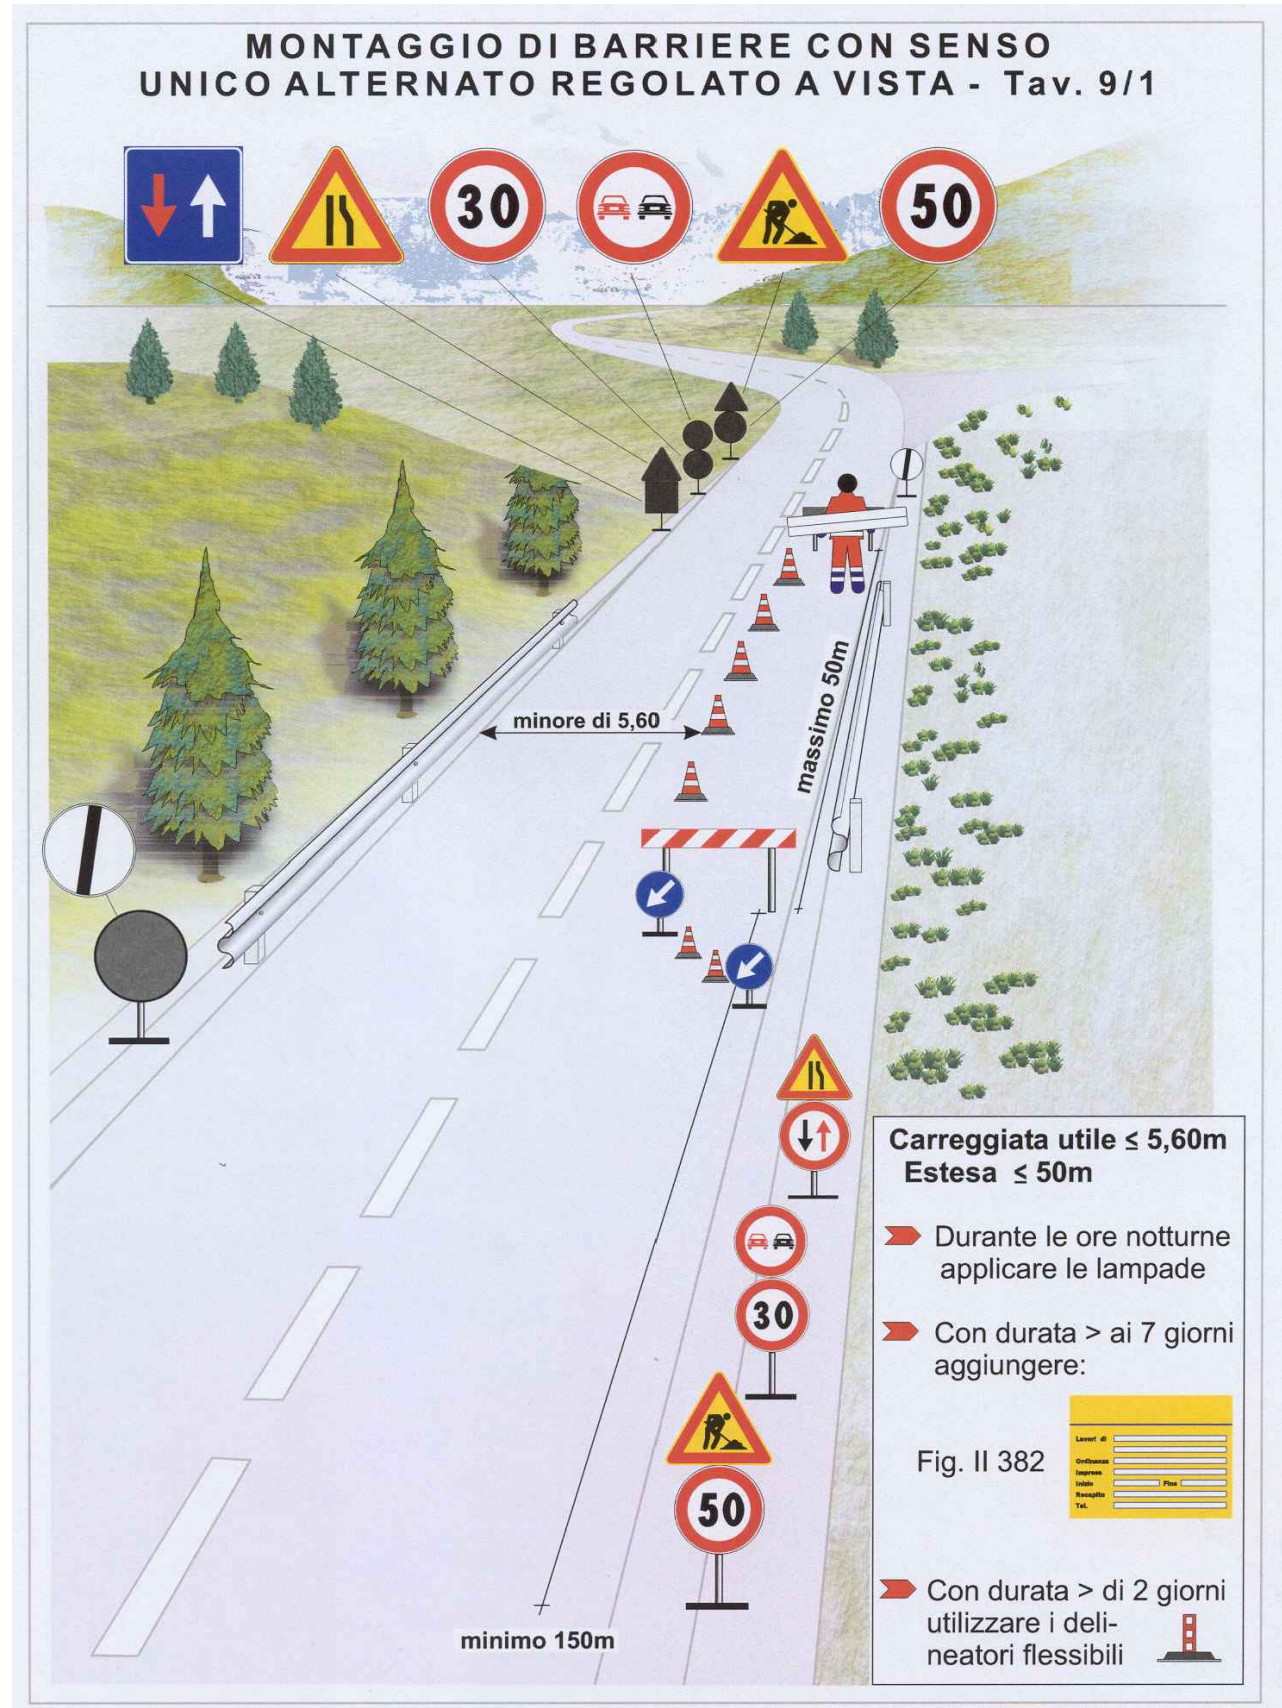 MONTAGGIO DI BARRIERE CON SENSO
UNICO ALTERNATO REGOLATO A VISTA - Tav. 9/1
30
50
minore di 5,60
massimo 50m
30
50
minimo 150m
Carreggiata utile ≤ 5,60m
Estesa ≤ 50m
Durante le ore notturne
applicare le lampade
Con durata > ai 7 giorni
aggiungere:
Fig. II 382
Lavori di
Ordinanza
Impresa
Inizio Fine
Recapito
Tel.
Con durata > di 2 giorni
utilizzare i deli-
neatori flessibili